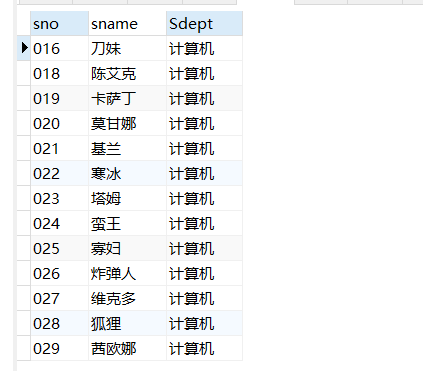 sno sname Sdept
016 刀妹 计算机
018 陈艾克 计算机
019 卡萨丁 计算机
020 莫甘娜 计算机
021 基兰 计算机
022 寒冰 计算机
023 塔姆 计算机
024 蛮王 计算机
025 寡妇 计算机
026 炸弹人 计算机
027 维克多 计算机
028 狐狸 计算机
029 茜欧娜 计算机